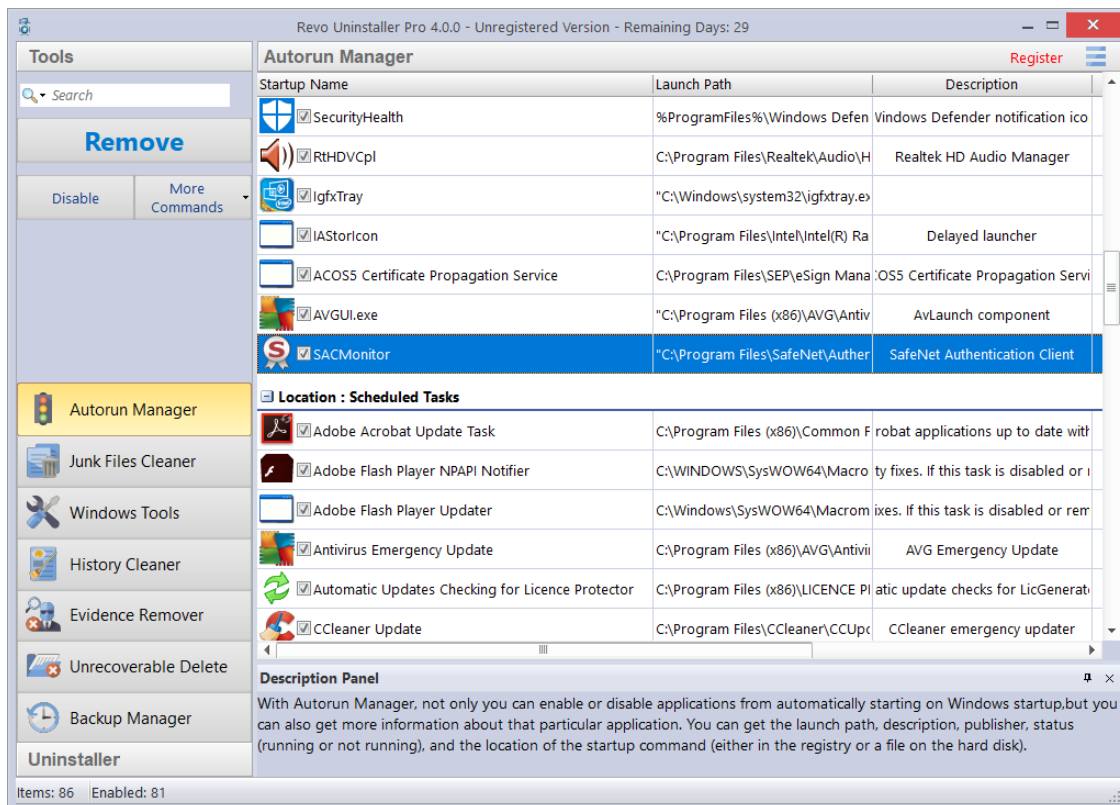 Revo Uninstaller Pro 4.0.0 - Unregistered Version - Remaining Days: 29
Tools
Search
Remove
Disable
More
Commands
Autorun Manager
Junk Files Cleaner
Windows Tools
History Cleaner
Evidence Remover
Unrecoverable Delete
Backup Manager
Uninstaller
Autorun Manager
Register
Startup Name Launch Path Description
SecurityHealth %ProgramFiles%\Windows Defen Windows Defender notification ico
RtHDVCpl C:\Program Files\Realtek\Audio\H Realtek HD Audio Manager
IgfxTray "C:\Windows\system32\igfxtray.ex
IAStorIcon "C:\Program Files\Intel\Intel(R) Ra Delayed launcher
ACOS5 Certificate Propagation Service C:\Program Files\SEP\eSign Mana :OS5 Certificate Propagation Servi
AVGUI.exe "C:\Program Files (x86)\AVG\Antiv AvLaunch component
SACMonitor "C:\Program Files\SafeNet\Auther SafeNet Authentication Client
Location : Scheduled Tasks
Adobe Acrobat Update Task C:\Program Files (x86)\Common F robat applications up to date with
Adobe Flash Player NPAPI Notifier C:\WINDOWS\SysWOW64\Macro ty fixes. If this task is disabled or
Adobe Flash Player Updater C:\Windows\SysWOW64\Macrom ixes. If this task is disabled or rem
Antivirus Emergency Update C:\Program Files (x86)\AVG\Antivi AVG Emergency Update
Automatic Updates Checking for Licence Protector C:\Program Files (x86)\LICENCE Pl atic update checks for LicGenerat
CCleaner Update C:\Program Files\CCleaner\CCUpc CCleaner emergency updater
Description Panel
With Autorun Manager, not only you can enable or disable applications from automatically starting on Windows startup,but you
can also get more information about that particular application. You can get the launch path, description, publisher, status
(running or not running), and the location of the startup command (either in the registry or a file on the hard disk).
Items: 86 Enabled: 81